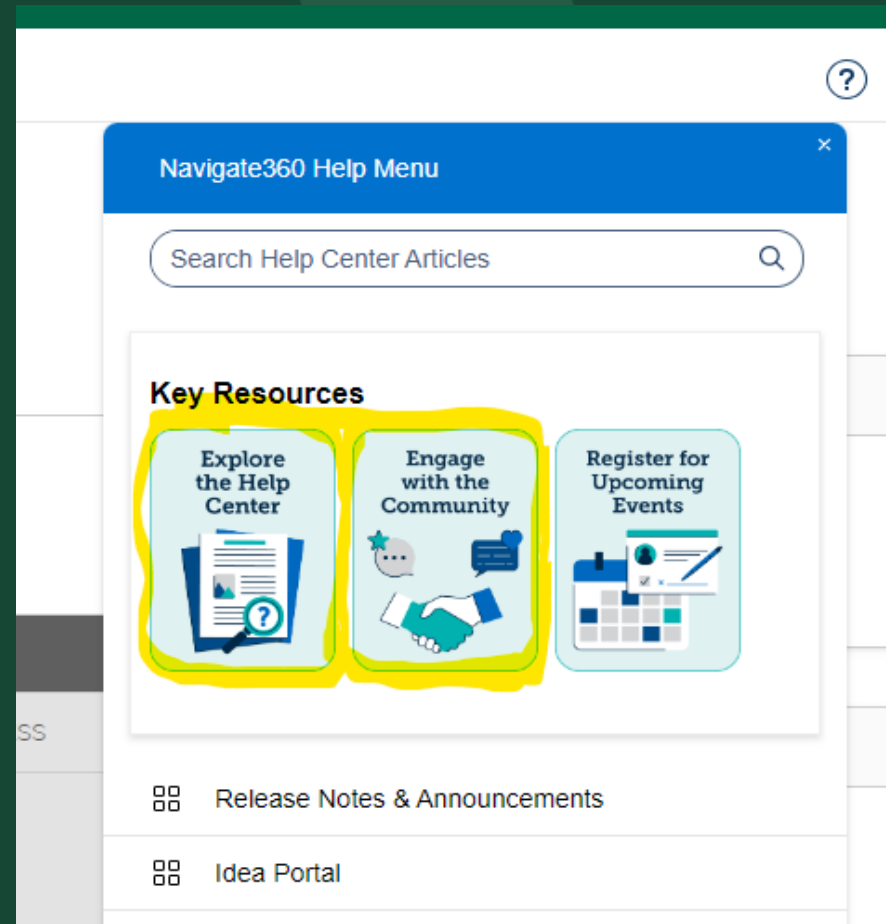 ?
Navigate360 Help Menu
×
Search Help Center Articles
Key Resources
Explore
the Help
Center
?
Engage
with the
Community
Register for
Upcoming
Events
ss
Release Notes & Announcements
Idea Portal